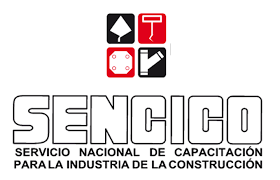 SENCICO
SERVICIO NACIONAL DE CAPACITACIÓN
PARA LA INDUSTRIA DE LA CONSTRUCCIÓN